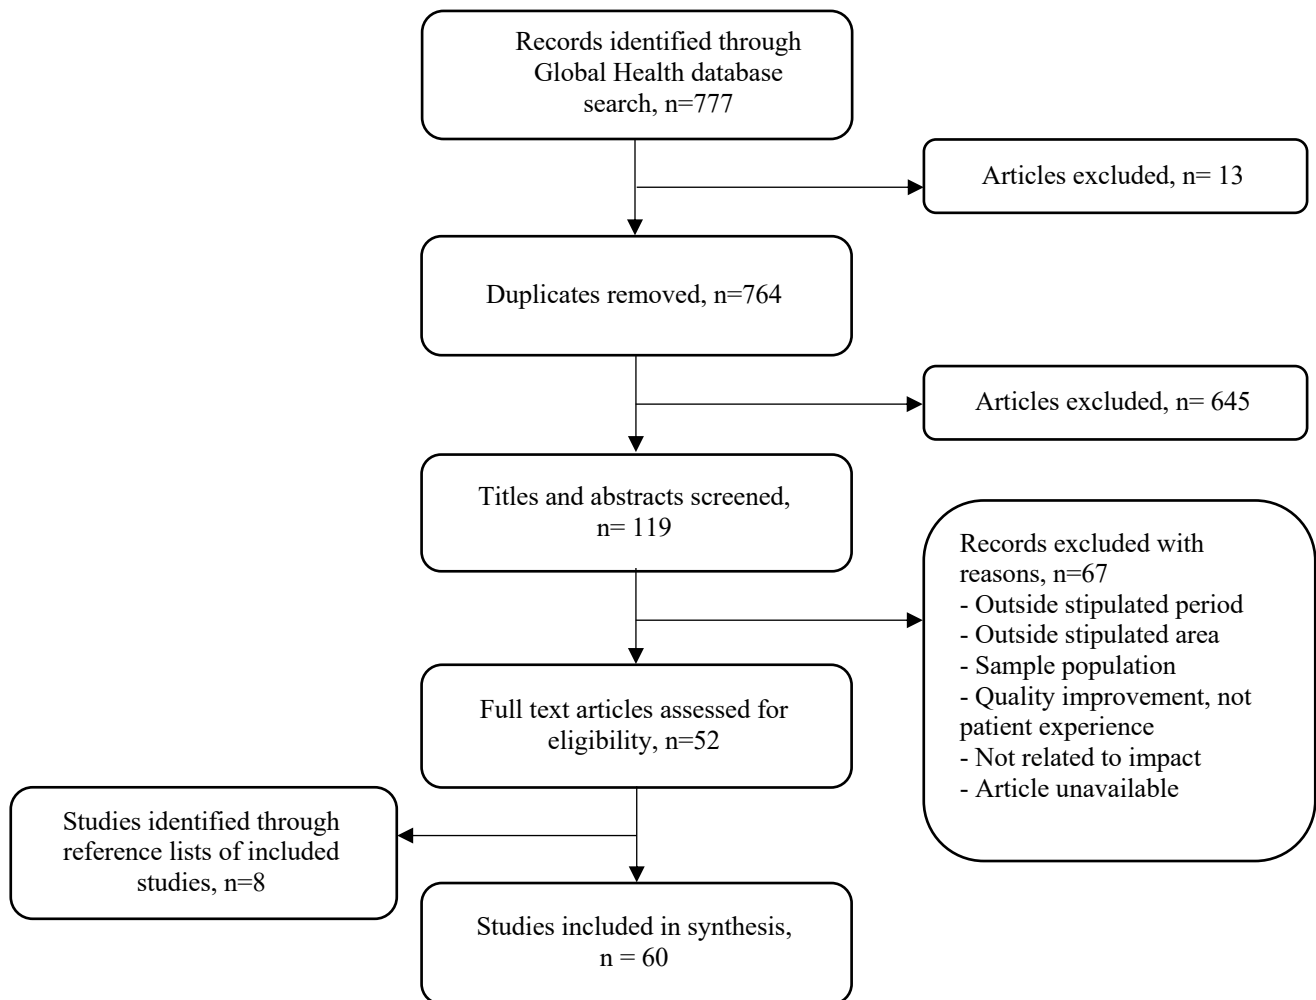 Records identified through
Global Health database
search, n=777
Articles excluded, n= 13
Duplicates removed, n=764
Articles excluded, n= 645
Titles and abstracts screened,
n= 119
Records excluded with
reasons, n=67
- Outside stipulated period
- Outside stipulated area
- Sample population
- Quality improvement, not
patient experience
- Not related to impact
- Article unavailable
Full text articles assessed for
eligibility, n=52
Studies identified through
reference lists of included
studies, n=8
Studies included in synthesis,
n = 60